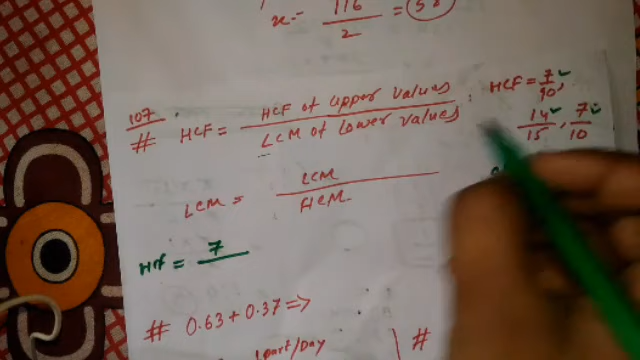 x = 116/2 = 58
107
# HCF = HCF of upper values / LCM of lower values : HCF = 7/90,
14/15, 7/10
LCM = LCM / HCM
HCF = 7
# 0.63 + 0.37 =>
1 part/Day
#